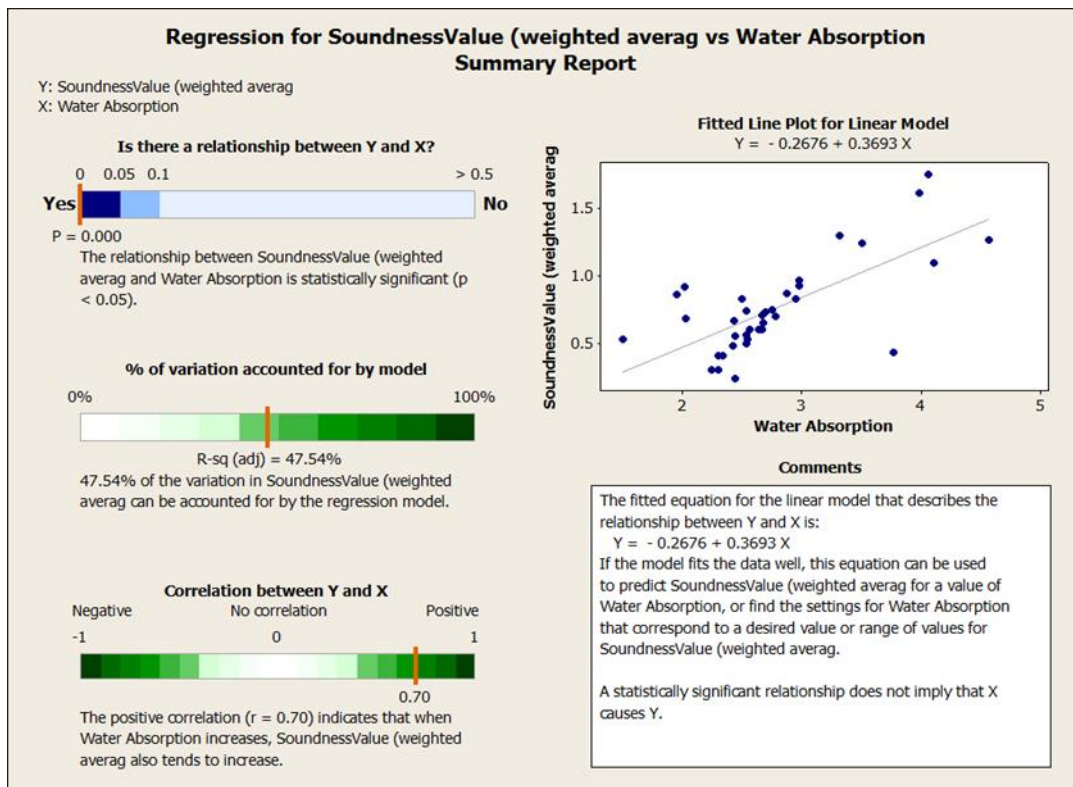 Regression for SoundnessValue (weighted averag vs Water Absorption
Summary Report
Y: SoundnessValue (weighted averag
X: Water Absorption
Is there a relationship between Y and X?
0 0.05 0.1 > 0.5
Yes No
P = 0.000
The relationship between SoundnessValue (weighted
averag and Water Absorption is statistically significant (p
< 0.05).
% of variation accounted for by model
0% 100%
R-sq (adj) = 47.54%
47.54% of the variation in SoundnessValue (weighted
averag can be accounted for by the regression model.
Correlation between Y and X
Negative No correlation Positive
-1 0 1
0.70
The positive correlation (r = 0.70) indicates that when
Water Absorption increases, SoundnessValue (weighted
averag also tends to increase.
Fitted Line Plot for Linear Model
Y = - 0.2676 + 0.3693 X
SoundnessValue (weighted averag
1.5
1.0
0.5
2 3 4 5
Water Absorption
Comments
The fitted equation for the linear model that describes the
relationship between Y and X is:
Y = - 0.2676 + 0.3693 X
If the model fits the data well, this equation can be used
to predict SoundnessValue (weighted averag for a value of
Water Absorption, or find the settings for Water Absorption
that correspond to a desired value or range of values for
SoundnessValue (weighted averag.
A statistically significant relationship does not imply that X
causes Y.